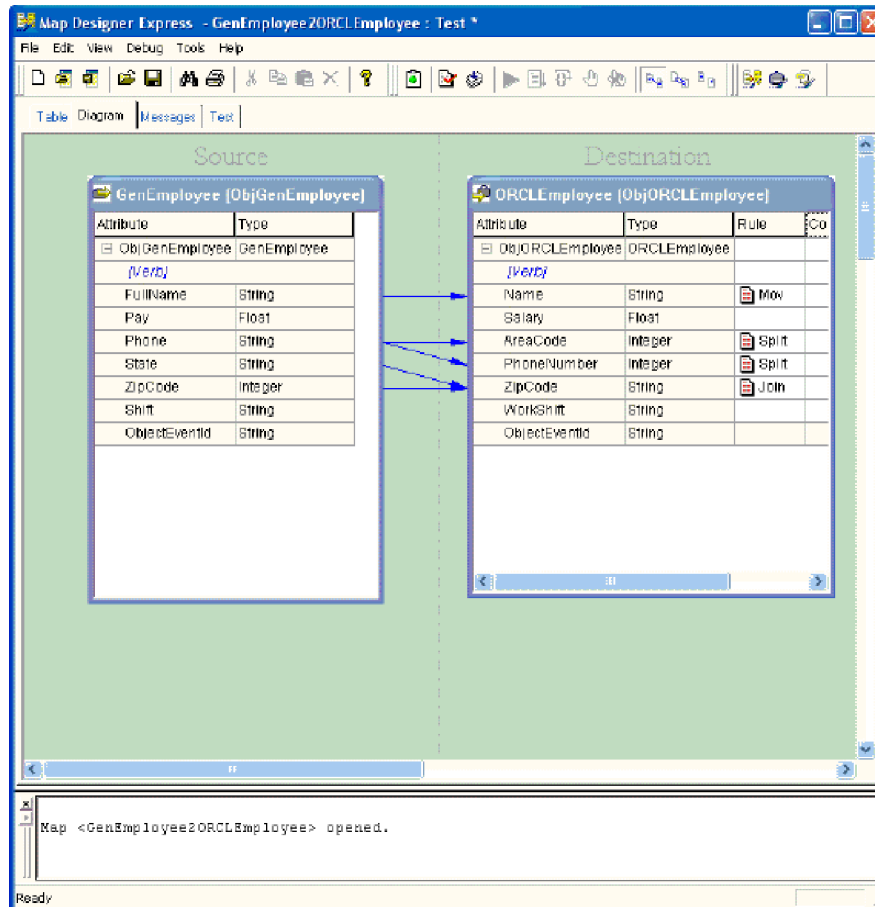 Map Designer Express - GenEmployee2ORCLEmployee : Test *
File Edit View Debug Tools Help
Table Diagram Messages Test
Source Destination
GenEmployee (ObjGenEmployee) ORCLEmployee (ObjORCLEmployee)
Attribute Type Attribute Type Rule Co
ObjGenEmployee GenEmployee ObjORCLEmployee ORCLEmployee
(Verb) (Verb)
FullName String Name String Mov
Pay Float Salary Float
Phone String AreaCode Integer Split
State String PhoneNumber Integer Split
ZipCode Integer ZipCode String Join
Shift String WorkShift String
ObjectEventId String ObjectEventId String
Map <GenEmployee2ORCLEmployee> opened.
Ready